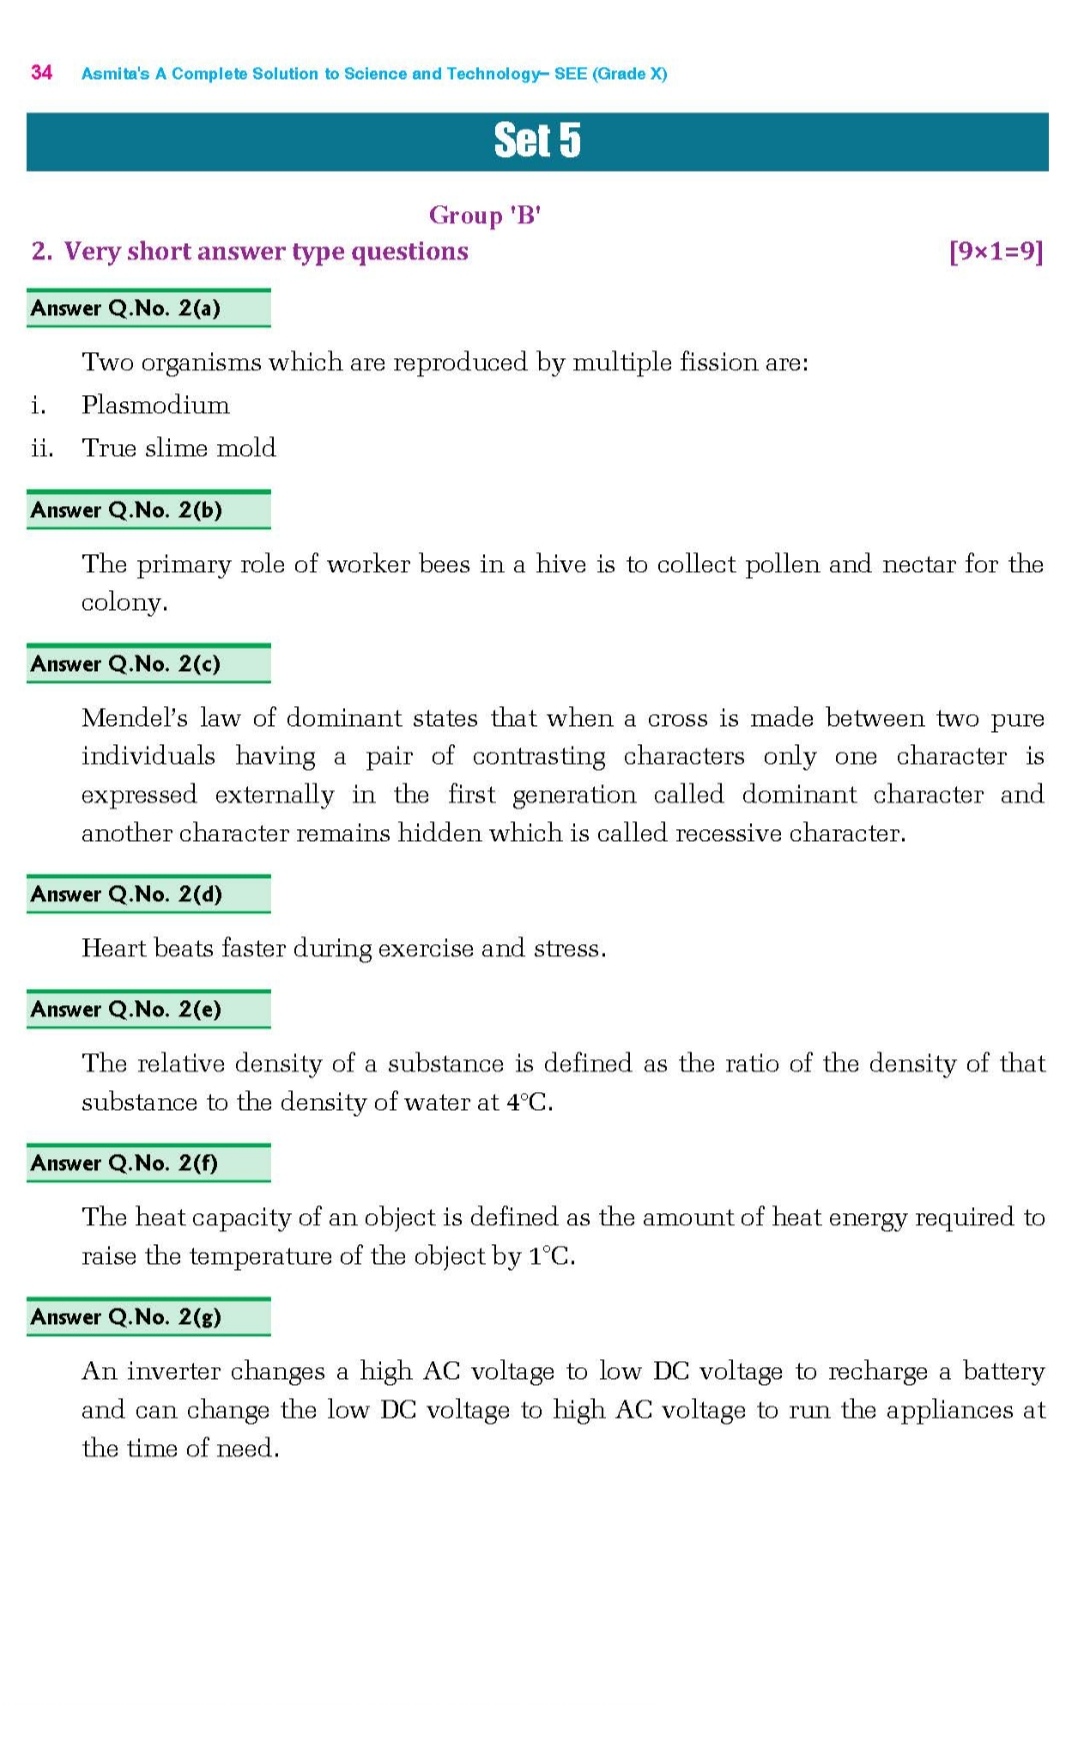 34 Asmita's A Complete Solution to Science and Technology– SEE (Grade X)
Set 5
Group 'B'
2. Very short answer type questions [9×1=9]
Answer Q.No. 2(a)
Two organisms which are reproduced by multiple fission are:
i. Plasmodium
ii. True slime mold
Answer Q.No. 2(b)
The primary role of worker bees in a hive is to collect pollen and nectar for the
colony.
Answer Q.No. 2(c)
Mendel’s law of dominant states that when a cross is made between two pure
individuals having a pair of contrasting characters only one character is
expressed externally in the first generation called dominant character and
another character remains hidden which is called recessive character.
Answer Q.No. 2(d)
Heart beats faster during exercise and stress.
Answer Q.No. 2(e)
The relative density of a substance is defined as the ratio of the density of that
substance to the density of water at 4°C.
Answer Q.No. 2(f)
The heat capacity of an object is defined as the amount of heat energy required to
raise the temperature of the object by 1°C.
Answer Q.No. 2(g)
An inverter changes a high AC voltage to low DC voltage to recharge a battery
and can change the low DC voltage to high AC voltage to run the appliances at
the time of need.